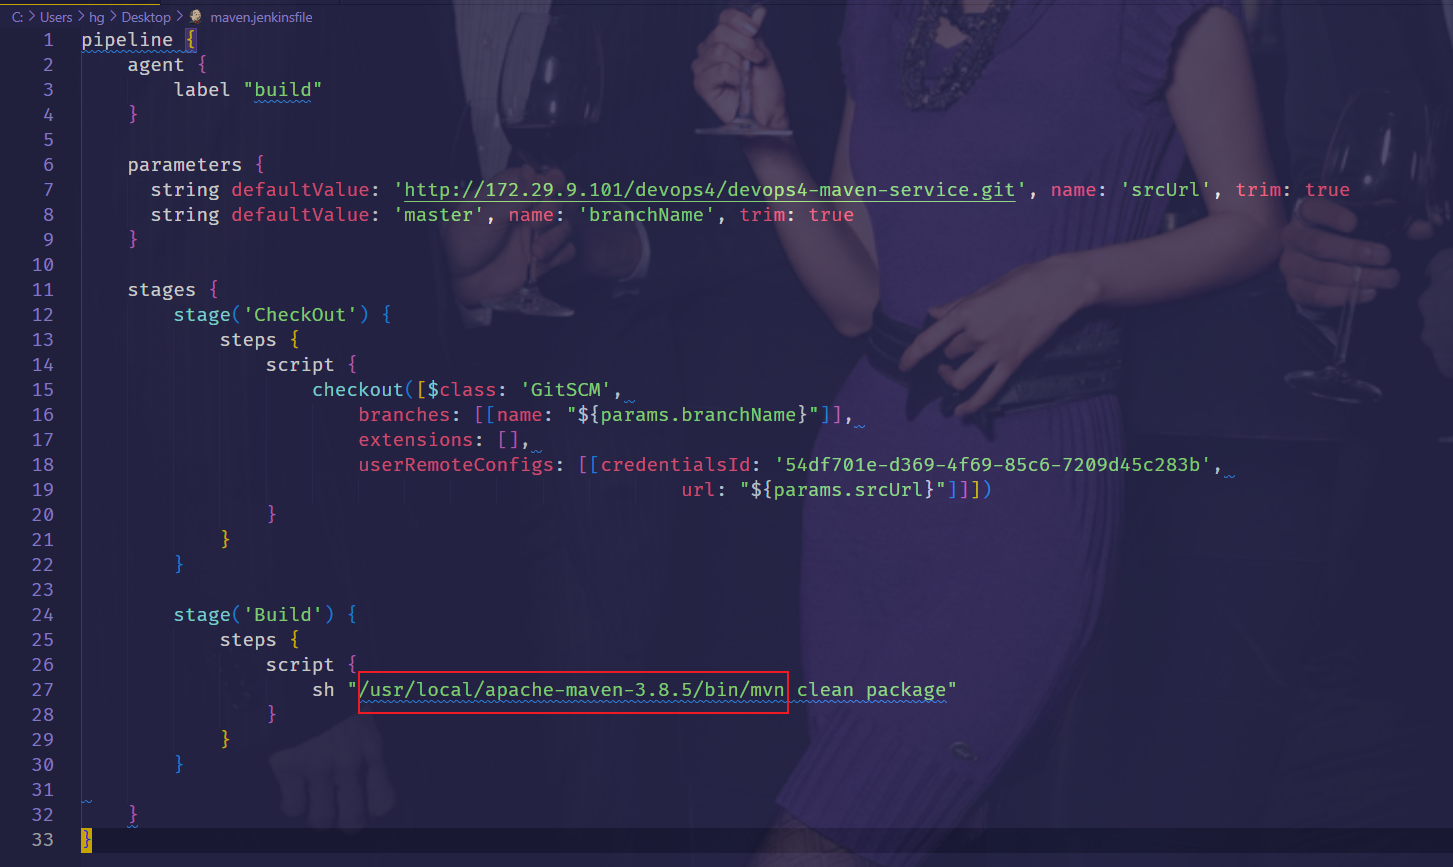 C: > Users > hg > Desktop > maven.jenkinsfile
1 pipeline {
2     agent {
3         label "build"
4     }
5
6     parameters {
7       string defaultValue: 'http://172.29.9.101/devops4/devops4-maven-service.git', name: 'srcUrl', trim: true
8       string defaultValue: 'master', name: 'branchName', trim: true
9     }
10
11     stages {
12         stage('CheckOut') {
13             steps {
14                 script {
15                     checkout([$class: 'GitSCM',
16                         branches: [[name: "${params.branchName}"]],
17                         extensions: [],
18                         userRemoteConfigs: [[credentialsId: '54df701e-d369-4f69-85c6-7209d45c283b',
19                                                     url: "${params.srcUrl}"]]])
20                 }
21             }
22         }
23
24         stage('Build') {
25             steps {
26                 script {
27                     sh "/usr/local/apache-maven-3.8.5/bin/mvn clean package"
28                 }
29             }
30         }
31
32     }
33 }